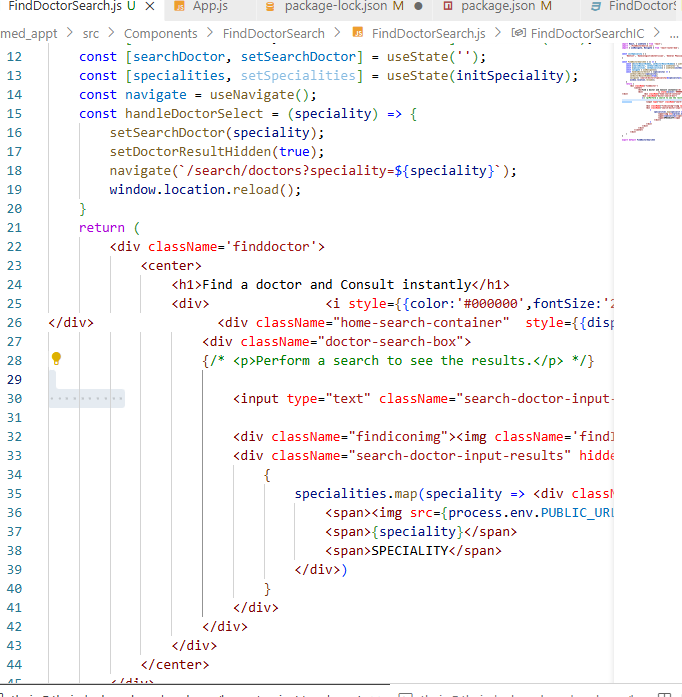 FindDoctorSearch.js U App.js package-lock.json M package.json M FindDoctorS
med_appt > src > Components > FindDoctorSearch > FindDoctorSearch.js > FindDoctorSearchIC > ...
12 const [searchDoctor, setSearchDoctor] = useState('');
13 const [specialities, setSpecialities] = useState(initSpeciality);
14 const navigate = useNavigate();
15 const handleDoctorSelect = (speciality) => {
16 setSearchDoctor(speciality);
17 setDoctorResultHidden(true);
18 navigate(`/search/doctors?speciality=${speciality}`);
19 window.location.reload();
20 }
21 return (
22 <div className='finddoctor'>
23 <center>
24 <h1>Find a doctor and Consult instantly</h1>
25 <div> <i style={{color:'#000000',fontSize:'2
26 </div> <div className="home-search-container" style={{disp
27 <div className="doctor-search-box">
28 {/* <p>Perform a search to see the results.</p> */}
29
30 <input type="text" className="search-doctor-input-
31
32 <div className="findiconimg"><img className='findI
33 <div className="search-doctor-input-results" hidde
34 {
35 specialities.map(speciality => <div classN
36 <span><img src={process.env.PUBLIC_URL
37 <span>{speciality}</span>
38 <span>SPECIALITY</span>
39 </div>)
40 }
41 </div>
42 </div>
43 </div>
44 </center>